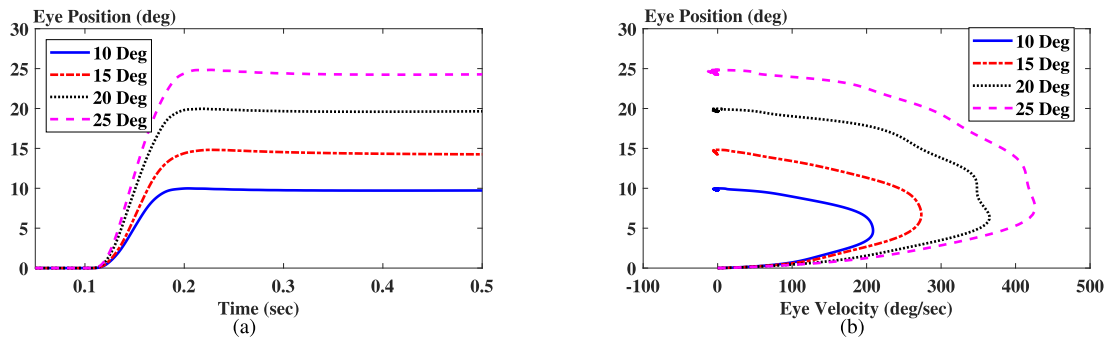 Eye Position (deg)
30
25
20
15
10
5
0
10 Deg
15 Deg
20 Deg
25 Deg
0.1
0.2
0.3
0.4
0.5
Time (sec)
(a)
Eye Position (deg)
30
25
20
15
10
5
0
10 Deg
15 Deg
20 Deg
25 Deg
-100
0
100
200
300
400
500
Eye Velocity (deg/sec)
(b)